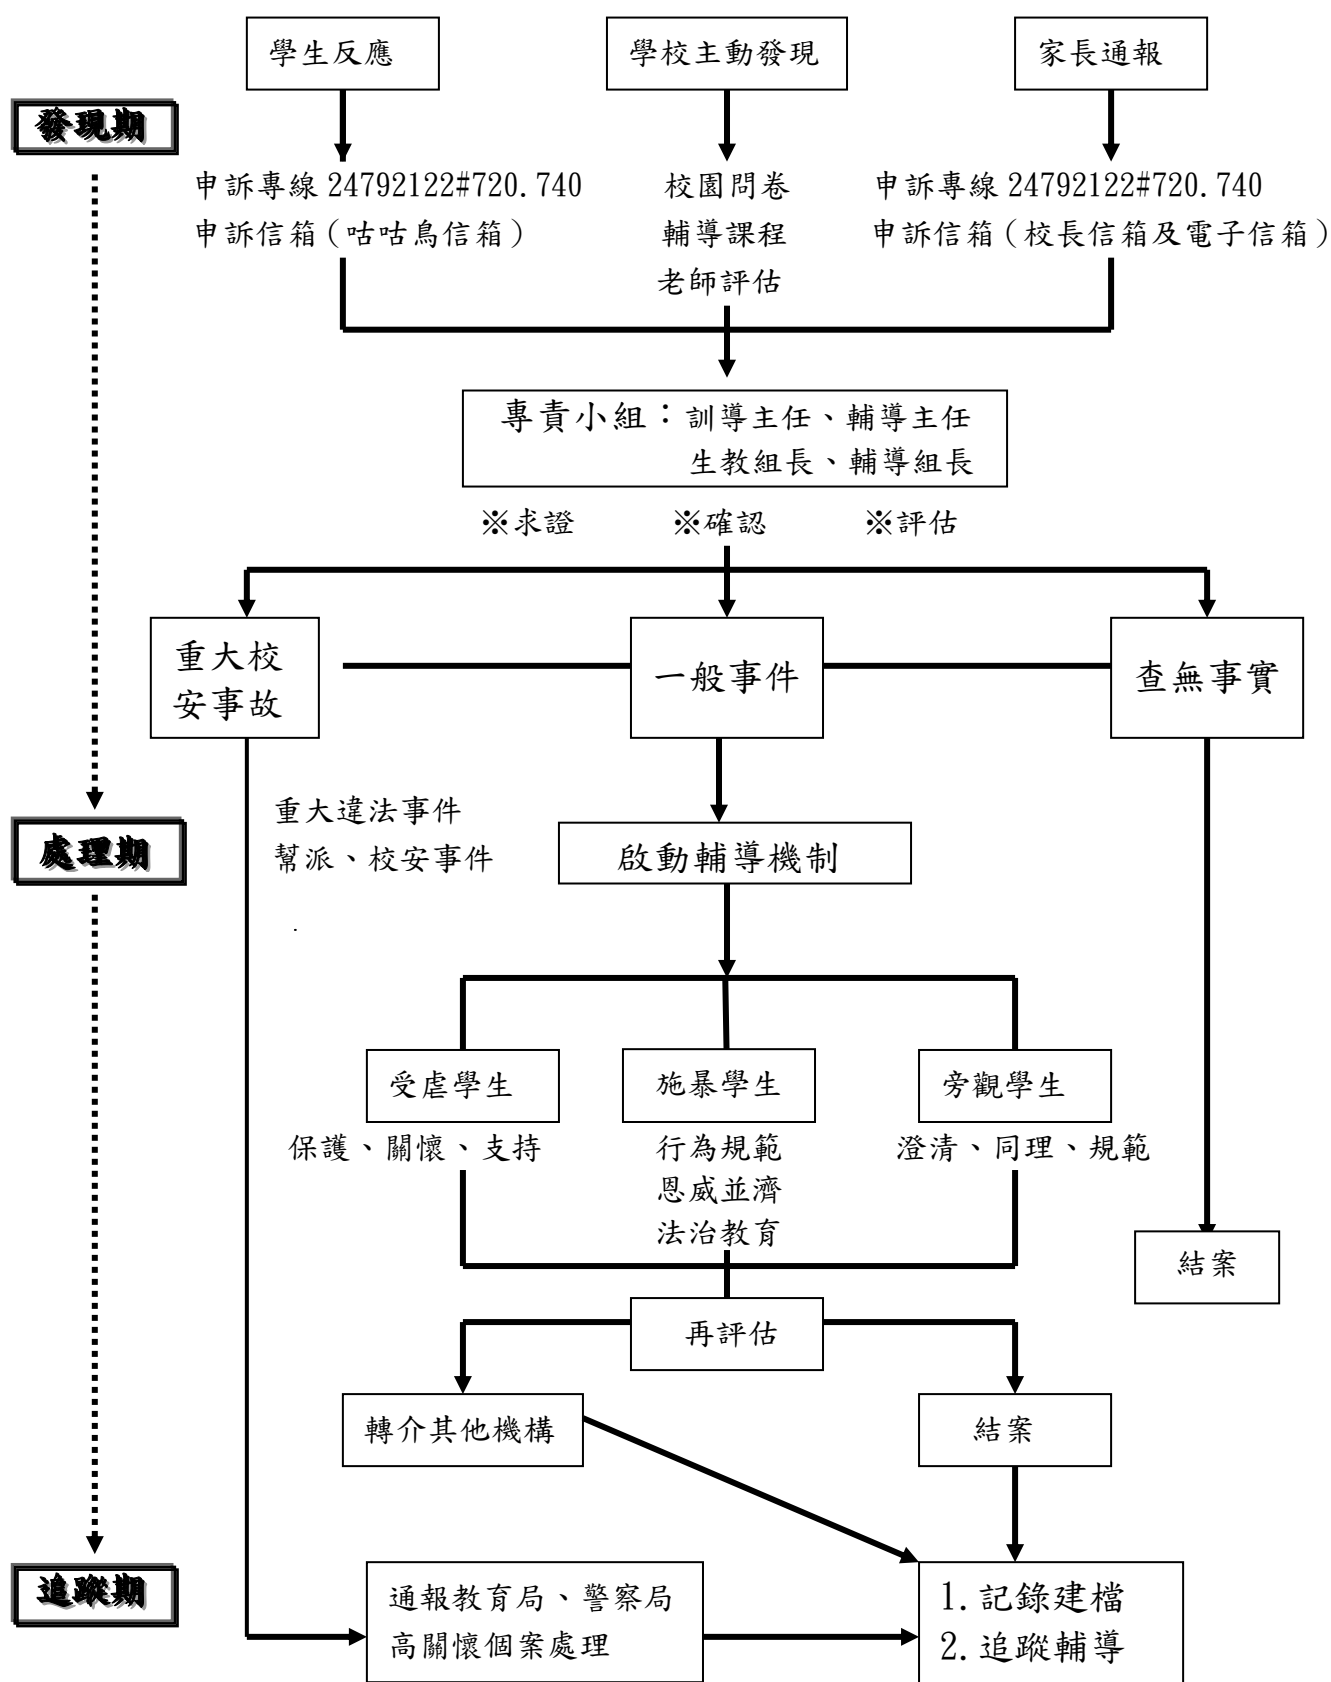 學生反應
學校主動發現
家長通報
發現期
申訴專線 24792122#720.740
申訴信箱(咕咕鳥信箱)
校園問卷
輔導課程
老師評估
申訴專線 24792122#720.740
申訴信箱(校長信箱及電子信箱)
專責小組：訓導主任、輔導主任
生教組長、輔導組長
※求證 ※確認 ※評估
重大校
安事故
一般事件
查無事實
重大違法事件
幫派、校安事件
處理期
啟動輔導機制
受虐學生
施暴學生
旁觀學生
保護、關懷、支持
行為規範
恩威並濟
法治教育
澄清、同理、規範
結案
再評估
轉介其他機構
結案
追蹤期
通報教育局、警察局
高關懷個案處理
1.記錄建檔
2.追蹤輔導